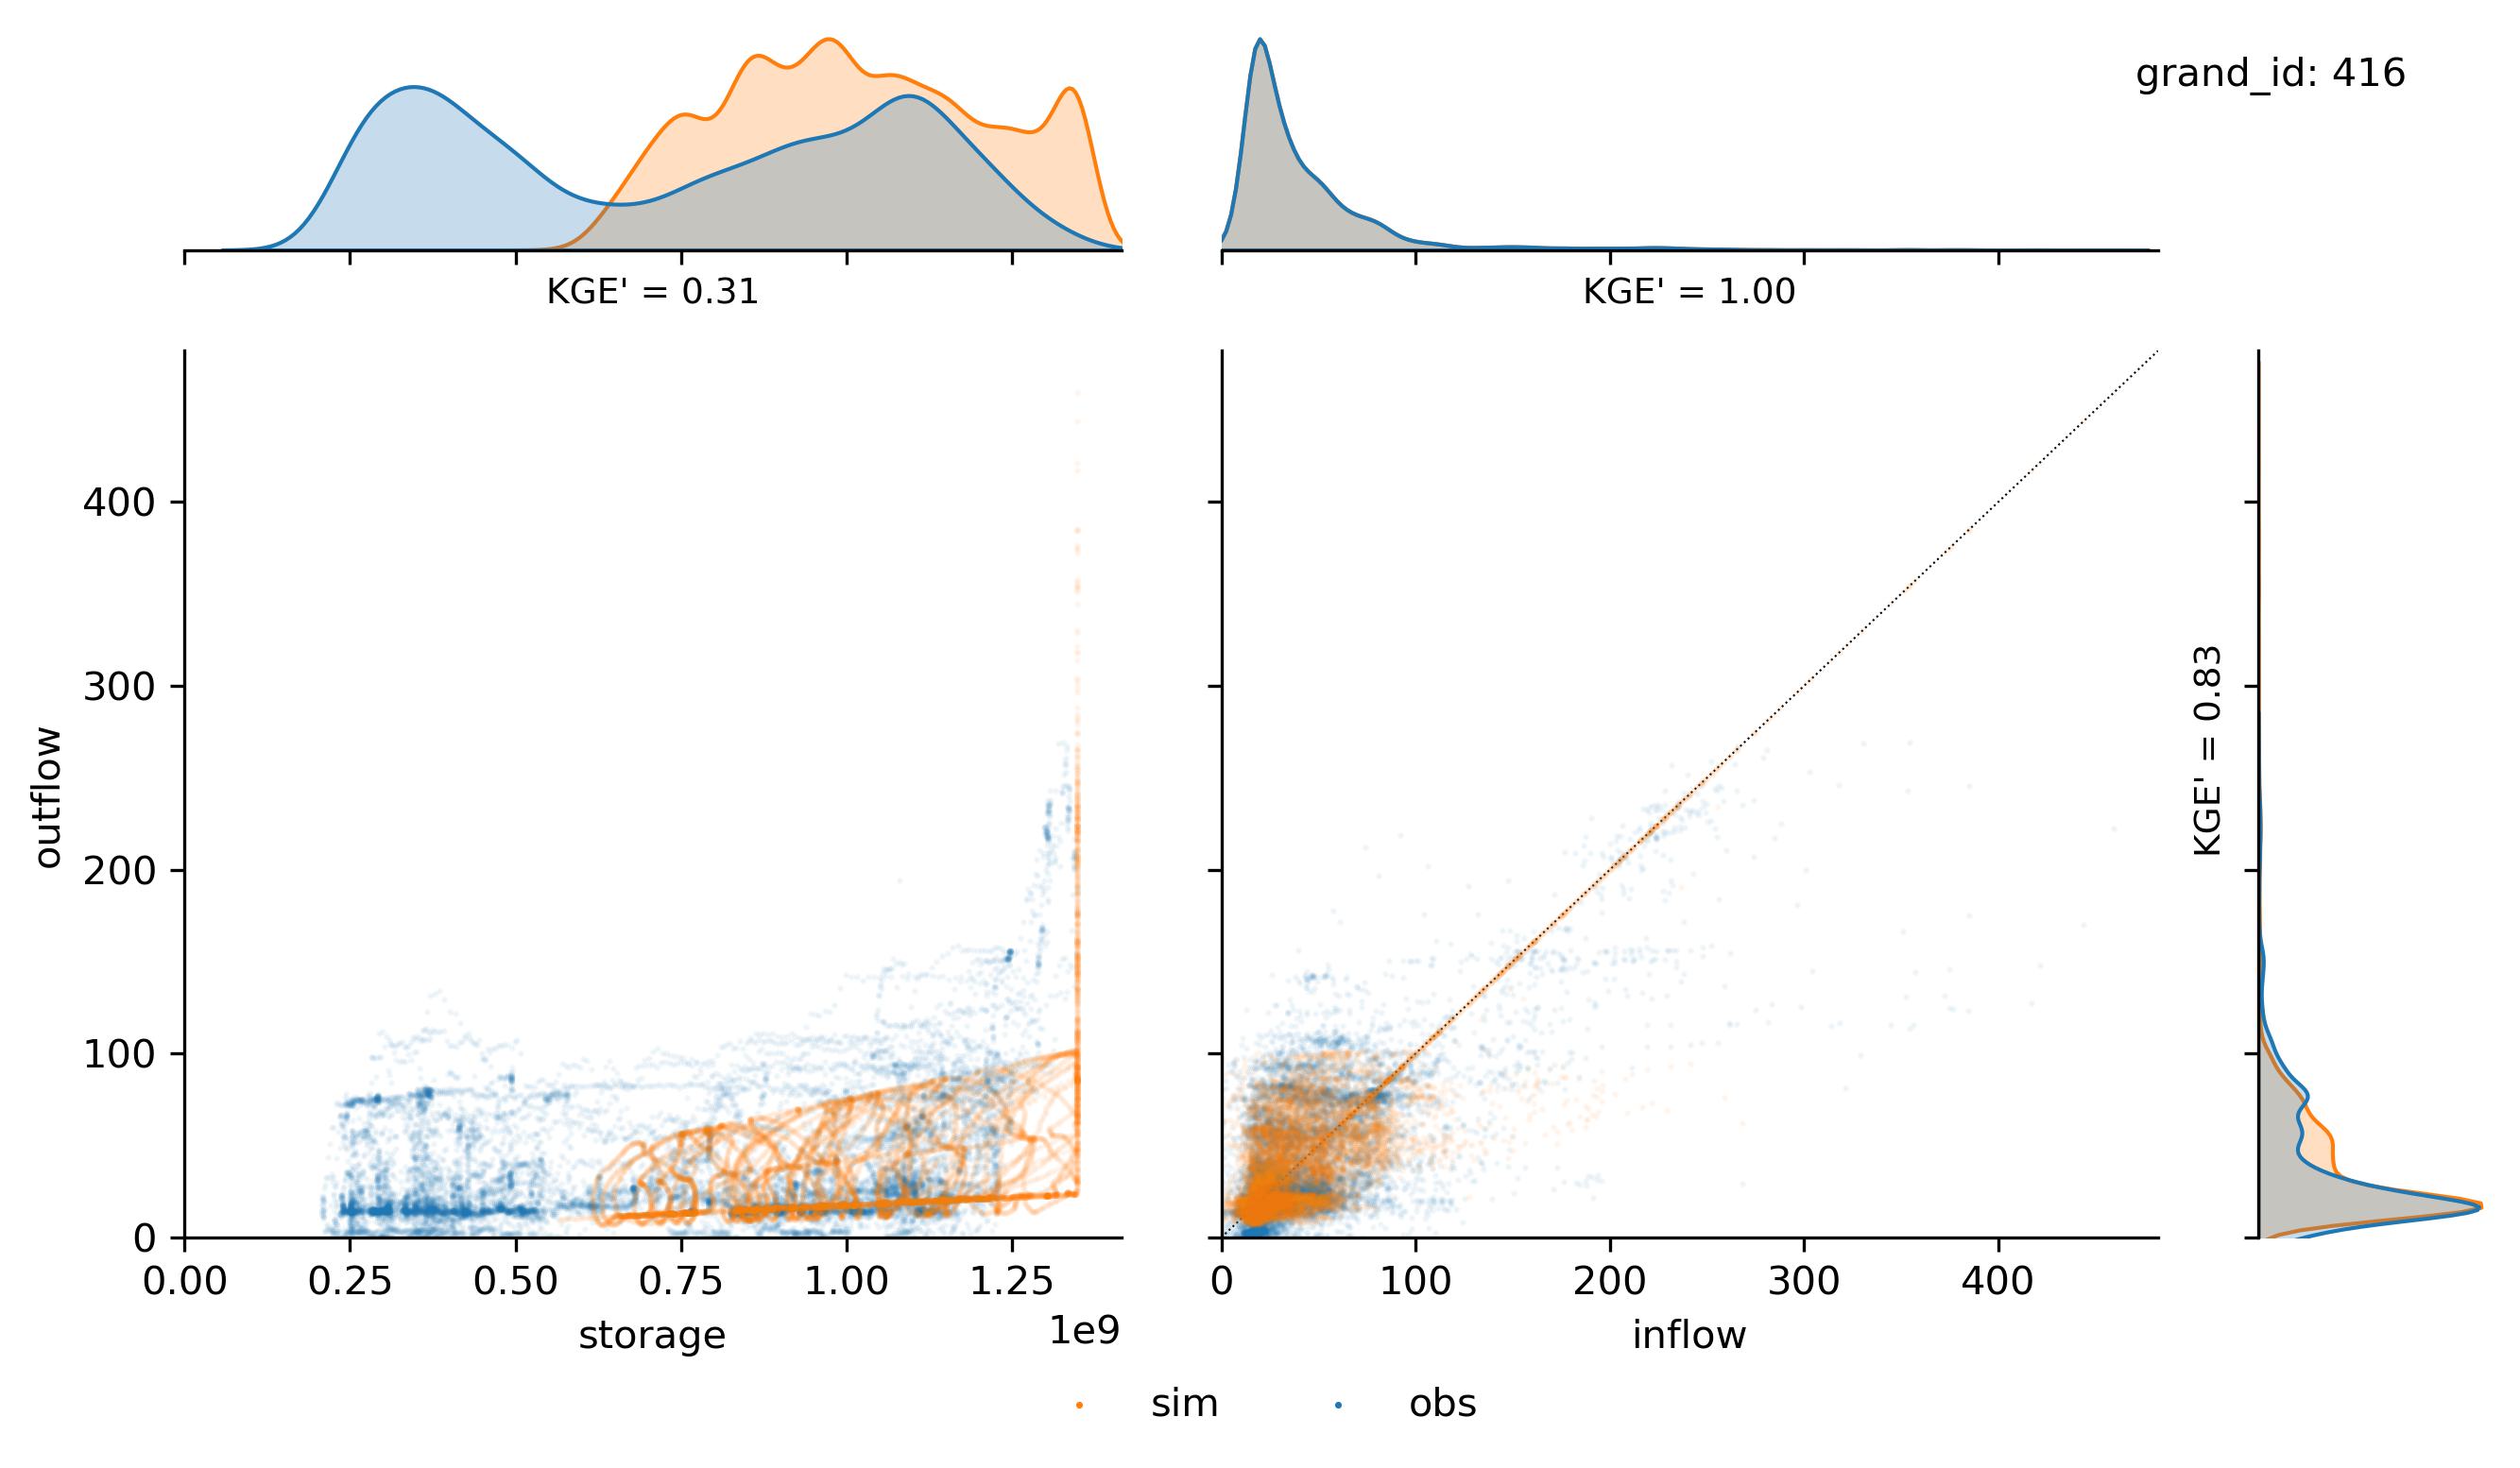 grand_id: 416
KGE' = 0.31
KGE' = 1.00
400
300
200
100
0
outflow
KGE' = 0.83
0.00 0.25 0.50 0.75 1.00 1.25
0 100 200 300 400
storage
1e9
inflow
sim obs